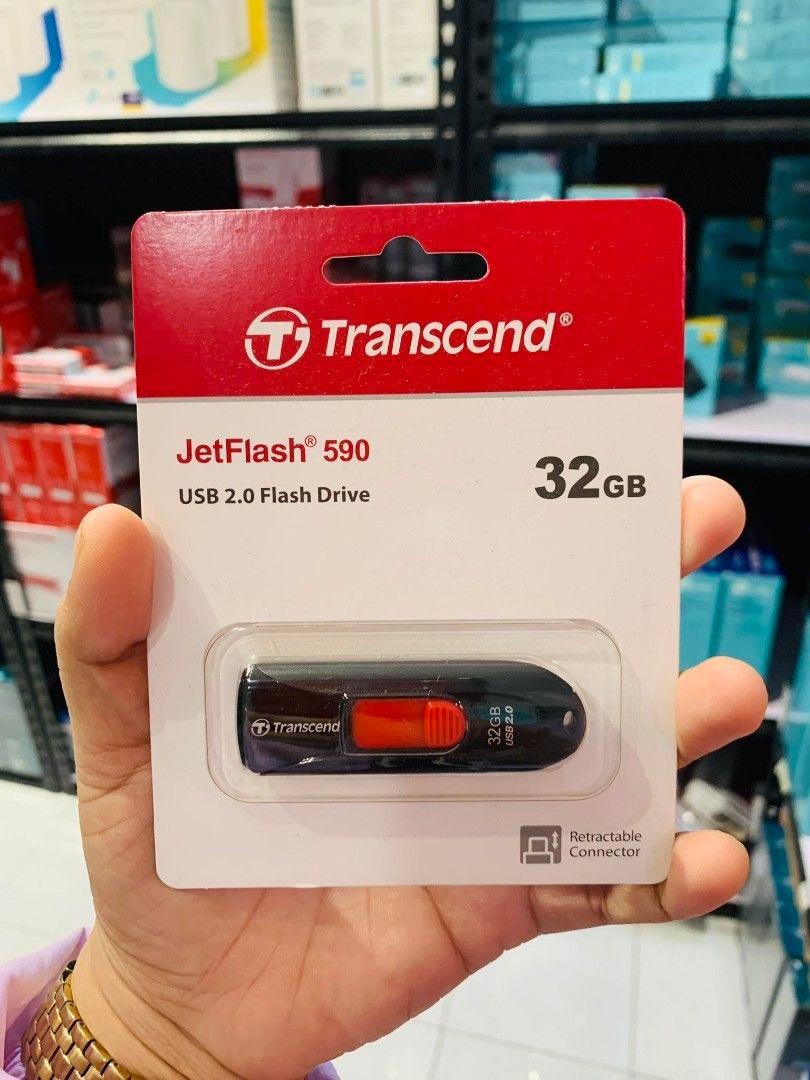 Transcend®
JetFlash® 590
USB 2.0 Flash Drive
32GB
Transcend
32GB
USB 2.0
Retractable
Connector